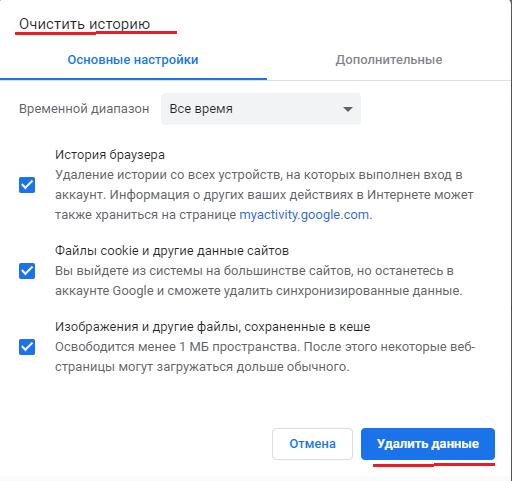 Очистить историю
Основные настройки
Дополнительные
Временной диапазон
Все время
История браузера
Удаление истории со всех устройств, на которых выполнен вход в
аккаунт. Информация о других ваших действиях в Интернете может
также храниться на странице myactivity.google.com.
Файлы cookie и другие данные сайтов
Вы выйдете из системы на большинстве сайтов, но останетесь в
аккаунте Google и сможете удалить синхронизированные данные.
Изображения и другие файлы, сохраненные в кеше
Освободится менее 1 МБ пространства. После этого некоторые веб-
страницы могут загружаться дольше обычного.
Отмена
Удалить данные